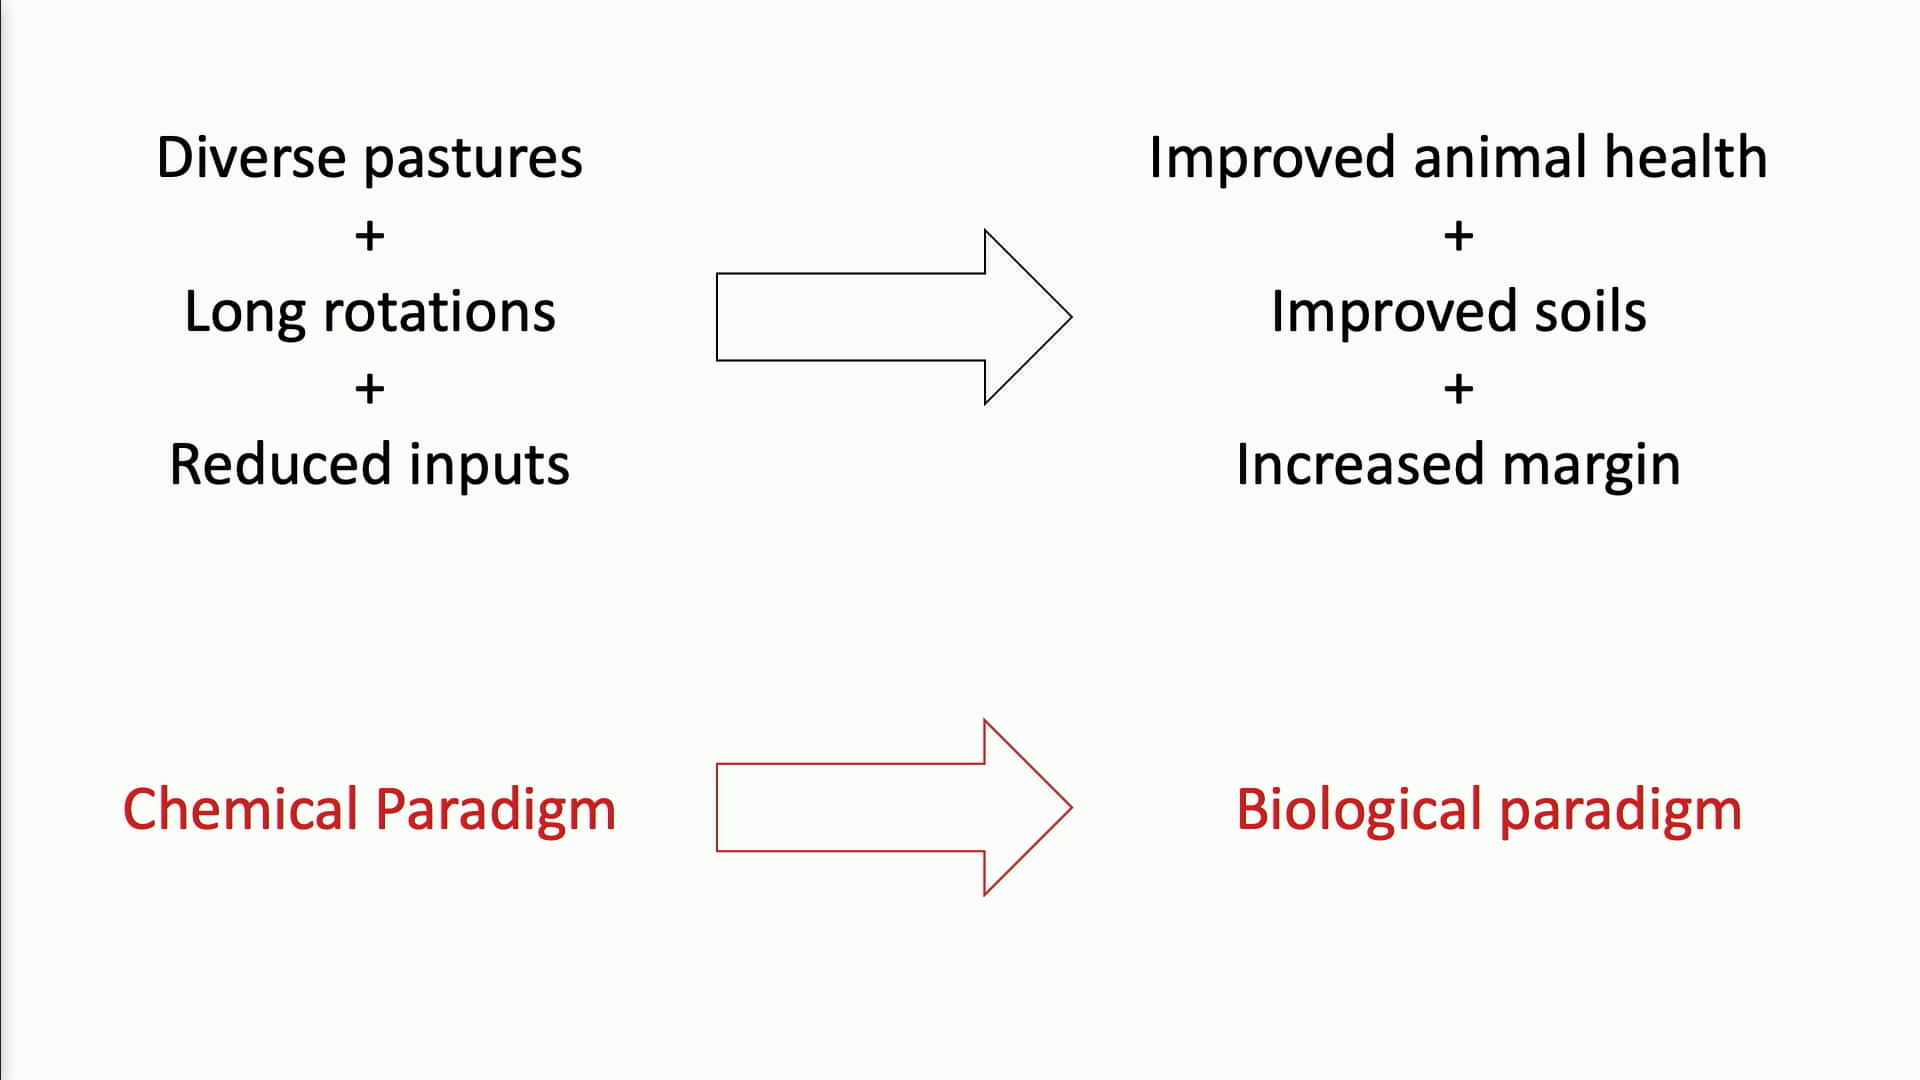 Diverse pastures
+
Long rotations
+
Reduced inputs
Improved animal health
+
Improved soils
+
Increased margin
Chemical Paradigm
Biological paradigm